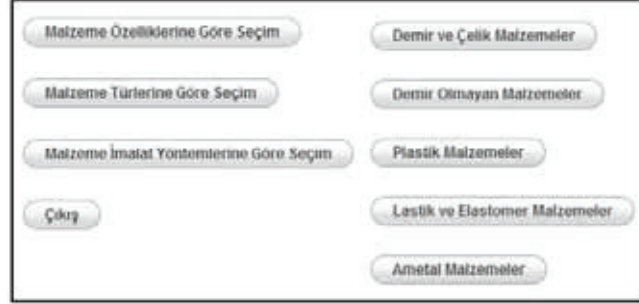 Malzeme Özelliklerine Göre Seçim
Malzeme Türlerine Göre Seçim
Malzeme İmalat Yöntemlerine Göre Seçim
Çıkış
Demir ve Çelik Malzemeler
Demir Olmayan Malzemeler
Plastik Malzemeler
Lastik ve Elastomer Malzemeler
Ametal Malzemeler